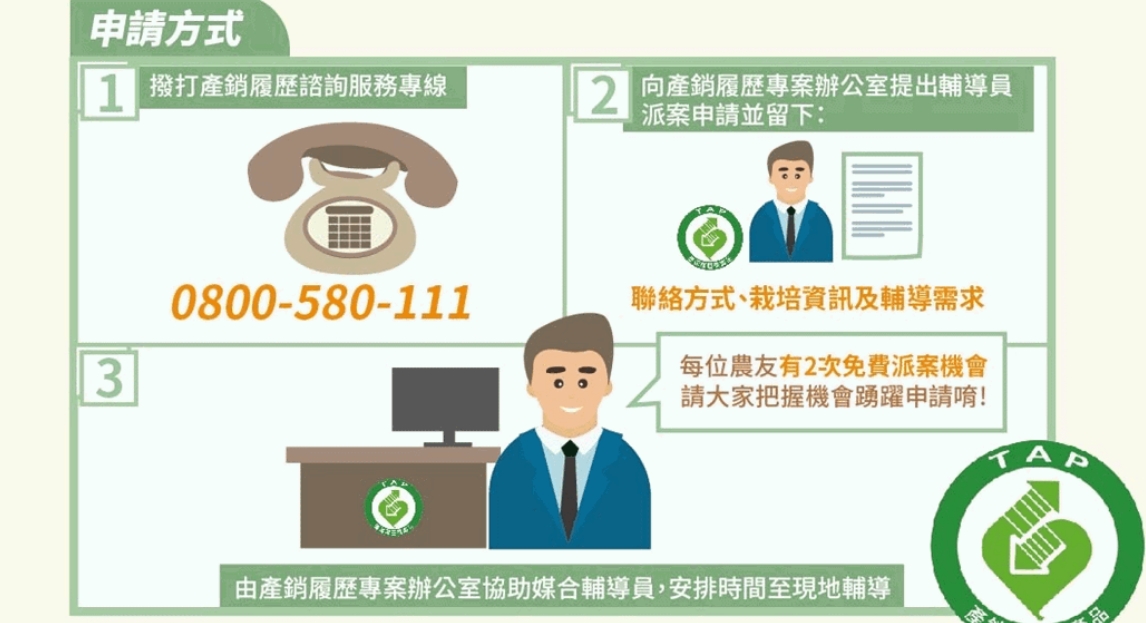 申請方式
1
撥打產銷履歷諮詢服務專線
0800-580-111
2
向產銷履歷專案辦公室提出輔導員
派案申請並留下：
TAP
聯絡方式、栽培資訊及輔導需求
3
每位農友有2次免費派案機會
請大家把握機會踴躍申請唷！
TAP
由產銷履歷專案辦公室協助媒合輔導員，安排時間至現地輔導
TAP